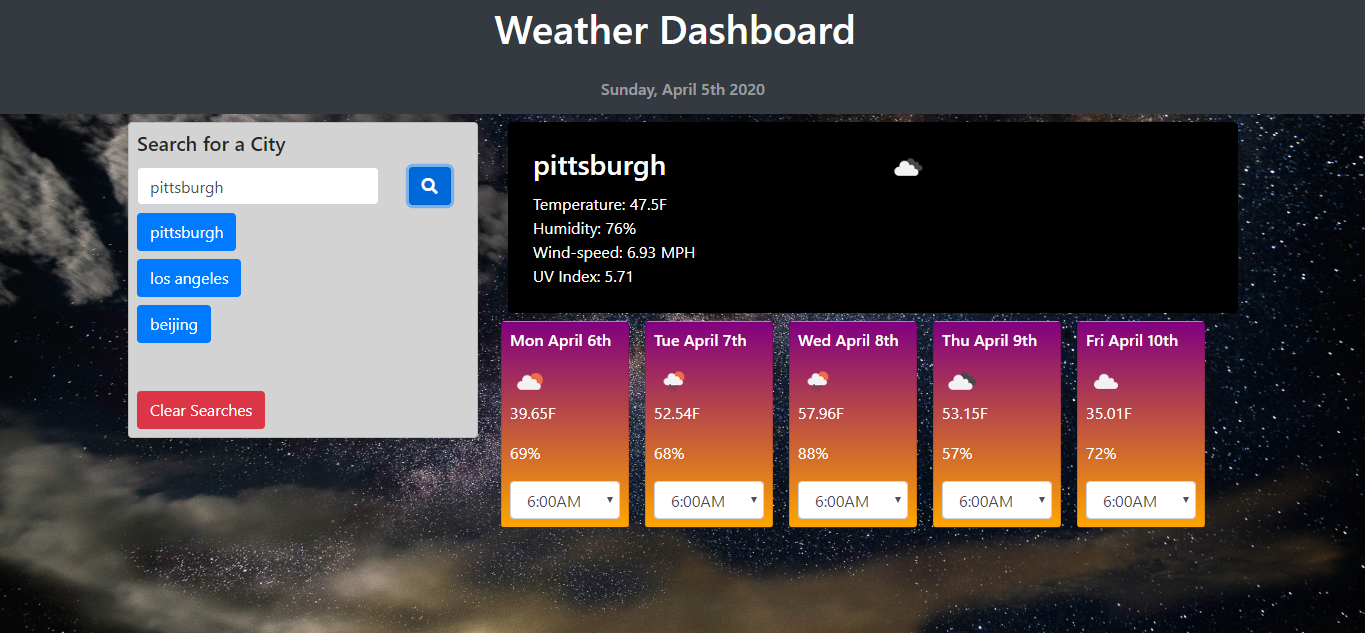 Weather Dashboard
Sunday, April 5th 2020
Search for a City
pittsburgh
pittsburgh
los angeles
beijing
Clear Searches
pittsburgh
Temperature: 47.5F
Humidity: 76%
Wind-speed: 6.93 MPH
UV Index: 5.71
Mon April 6th
39.65F
69%
6:00AM
Tue April 7th
52.54F
68%
6:00AM
Wed April 8th
57.96F
88%
6:00AM
Thu April 9th
53.15F
57%
6:00AM
Fri April 10th
35.01F
72%
6:00AM